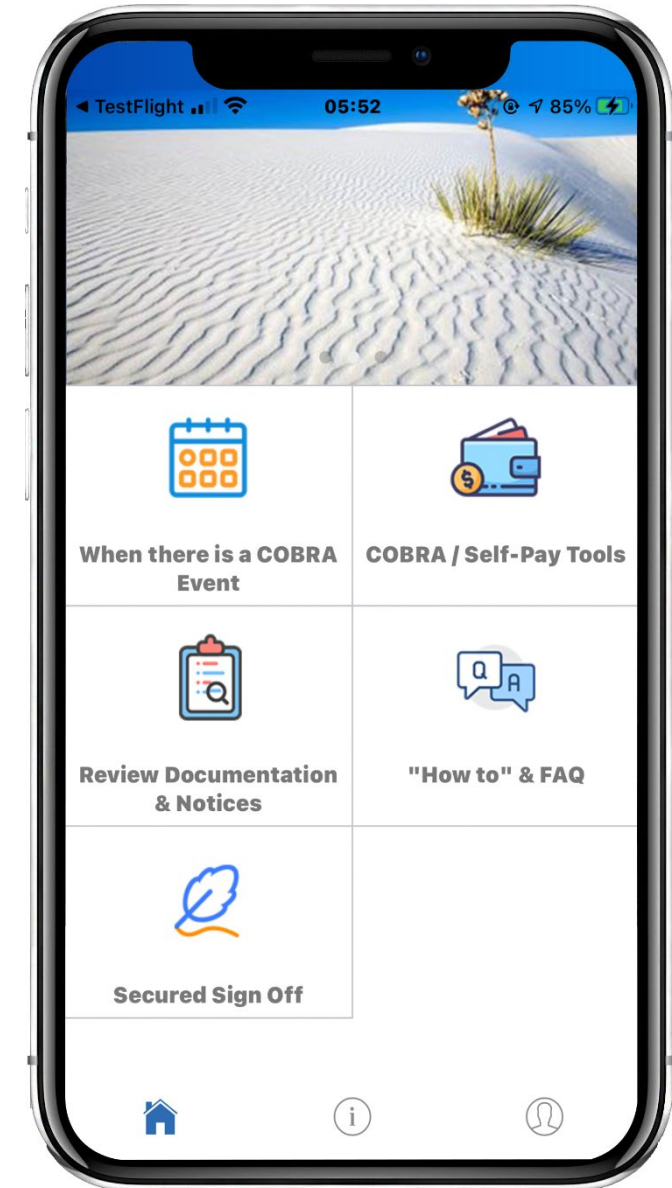 ◀ TestFlight 05:52 85%
When there is a COBRA
Event
COBRA / Self-Pay Tools
$
Review Documentation
& Notices
Q
A
"How to" & FAQ
Secured Sign Off
i